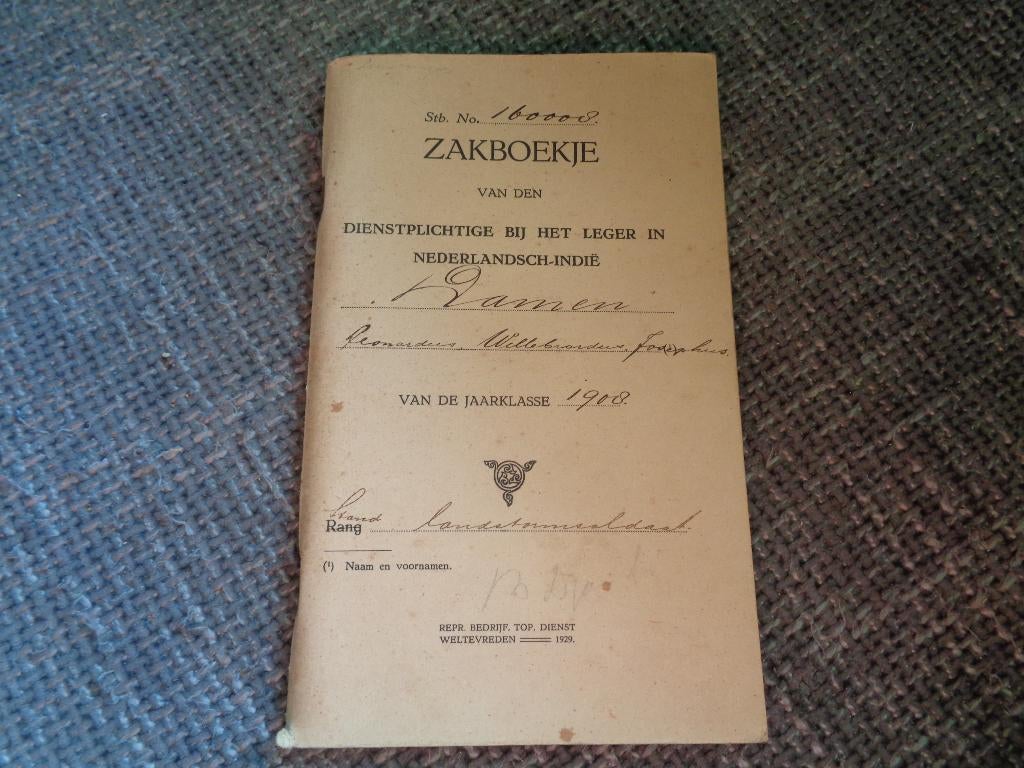 Stb. No. 160008.
ZAKBOEKJE
VAN DEN
DIENSTPLICHTIGE BIJ HET LEGER IN
NEDERLANDSCH-INDIË
Damen
Leonardus, Willebrordus, Josephus
VAN DE JAARKLASSE 1908.
Stand
Rang landstormsoldaat.
(¹) Naam en voornamen.
REPR. BEDRIJF. TOP. DIENST
WELTEVREDEN 1929.